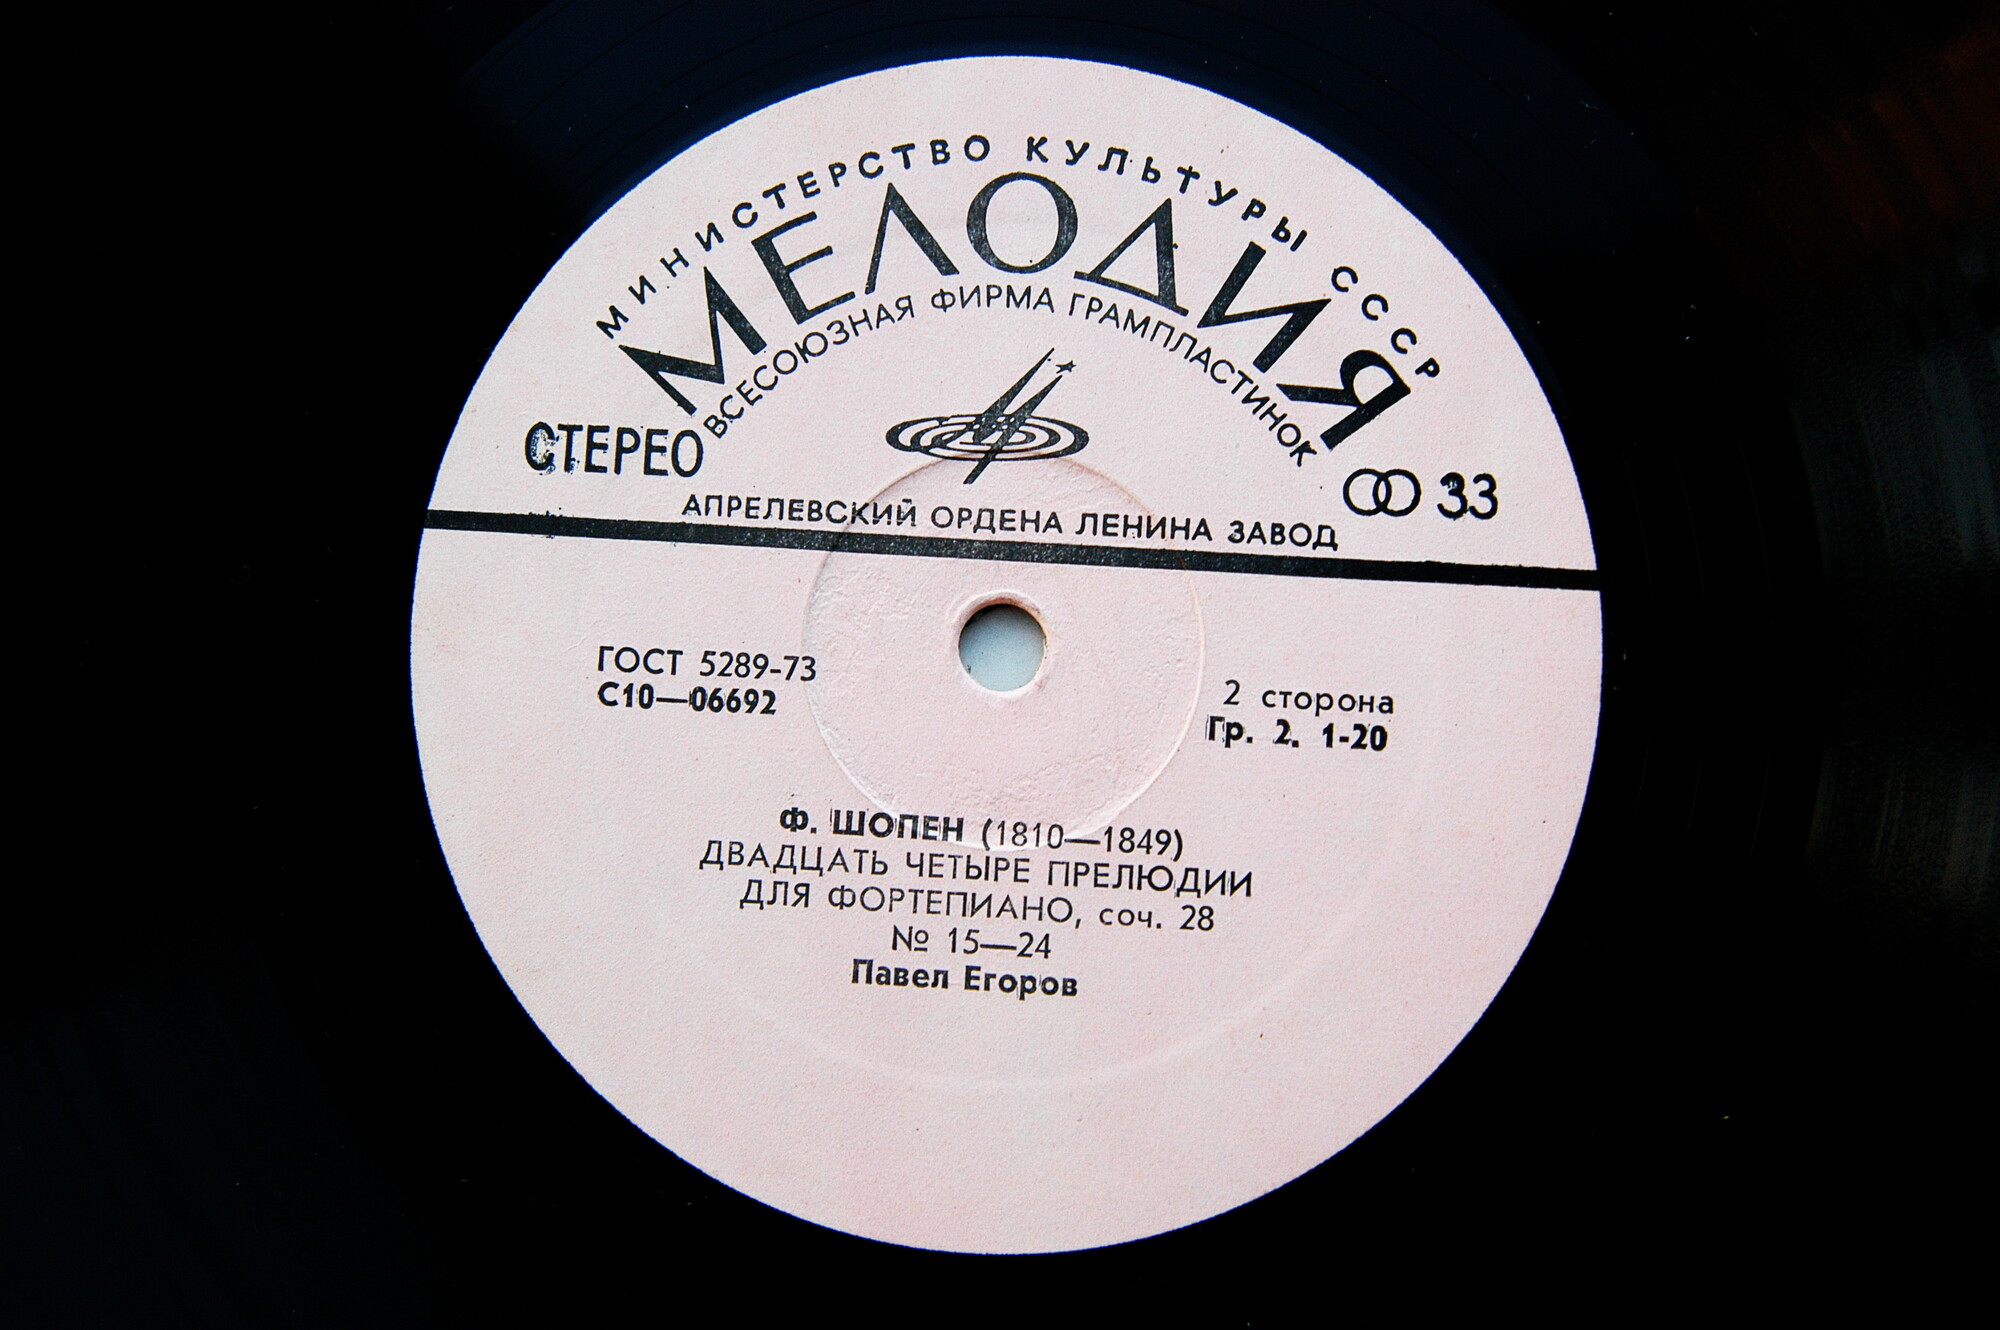 МИНИСТЕРСТВО КУЛЬТУРЫ СССР
МЕЛОДИЯ
ВСЕСОЮЗНАЯ ФИРМА ГРАМПЛАСТИНОК
СТЕРЕО
33
АПРЕЛЕВСКИЙ ОРДЕНА ЛЕНИНА ЗАВОД
ГОСТ 5289-73
С10—06692
2 сторона
Гр. 2. 1-20
Ф. ШОПЕН (1810—1849)
ДВАДЦАТЬ ЧЕТЫРЕ ПРЕЛЮДИИ
ДЛЯ ФОРТЕПИАНО, соч. 28
№ 15—24
Павел Егоров